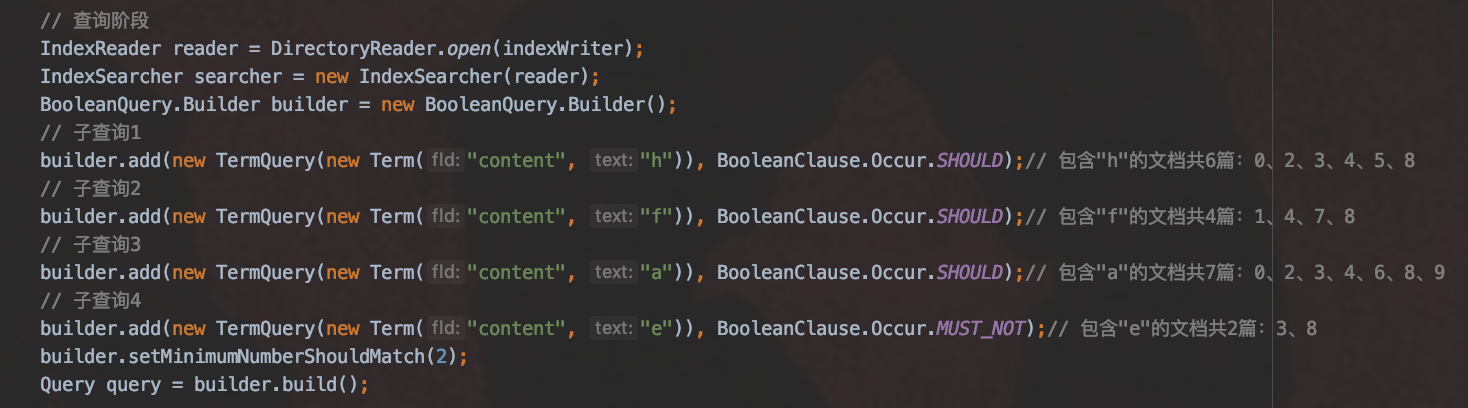 // 查询阶段
IndexReader reader = DirectoryReader.open(indexWriter);
IndexSearcher searcher = new IndexSearcher(reader);
BooleanQuery.Builder builder = new BooleanQuery.Builder();
// 子查询1
builder.add(new TermQuery(new Term( fld: "content", text: "h")), BooleanClause.Occur.SHOULD);// 包含"h"的文档共6篇：0、2、3、4、5、8
// 子查询2
builder.add(new TermQuery(new Term( fld: "content", text: "f")), BooleanClause.Occur.SHOULD);// 包含"f"的文档共4篇：1、4、7、8
// 子查询3
builder.add(new TermQuery(new Term( fld: "content", text: "a")), BooleanClause.Occur.SHOULD);// 包含"a"的文档共7篇：0、2、3、4、6、8、9
// 子查询4
builder.add(new TermQuery(new Term( fld: "content", text: "e")), BooleanClause.Occur.MUST_NOT);// 包含"e"的文档共2篇：3、8
builder.setMinimumNumberShouldMatch(2);
Query query = builder.build();